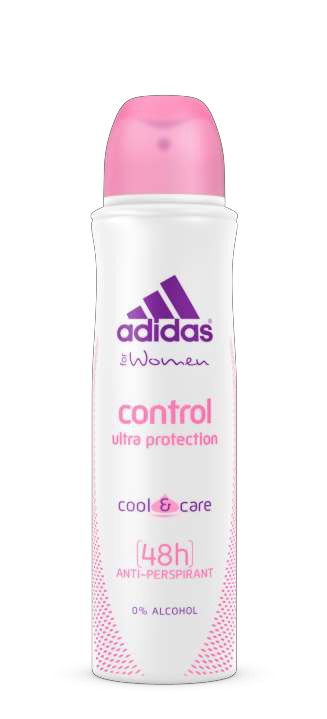 adidas®
for Women
control
ultra protection
cool & care
[48h]
ANTI-PERSPIRANT
0% ALCOHOL